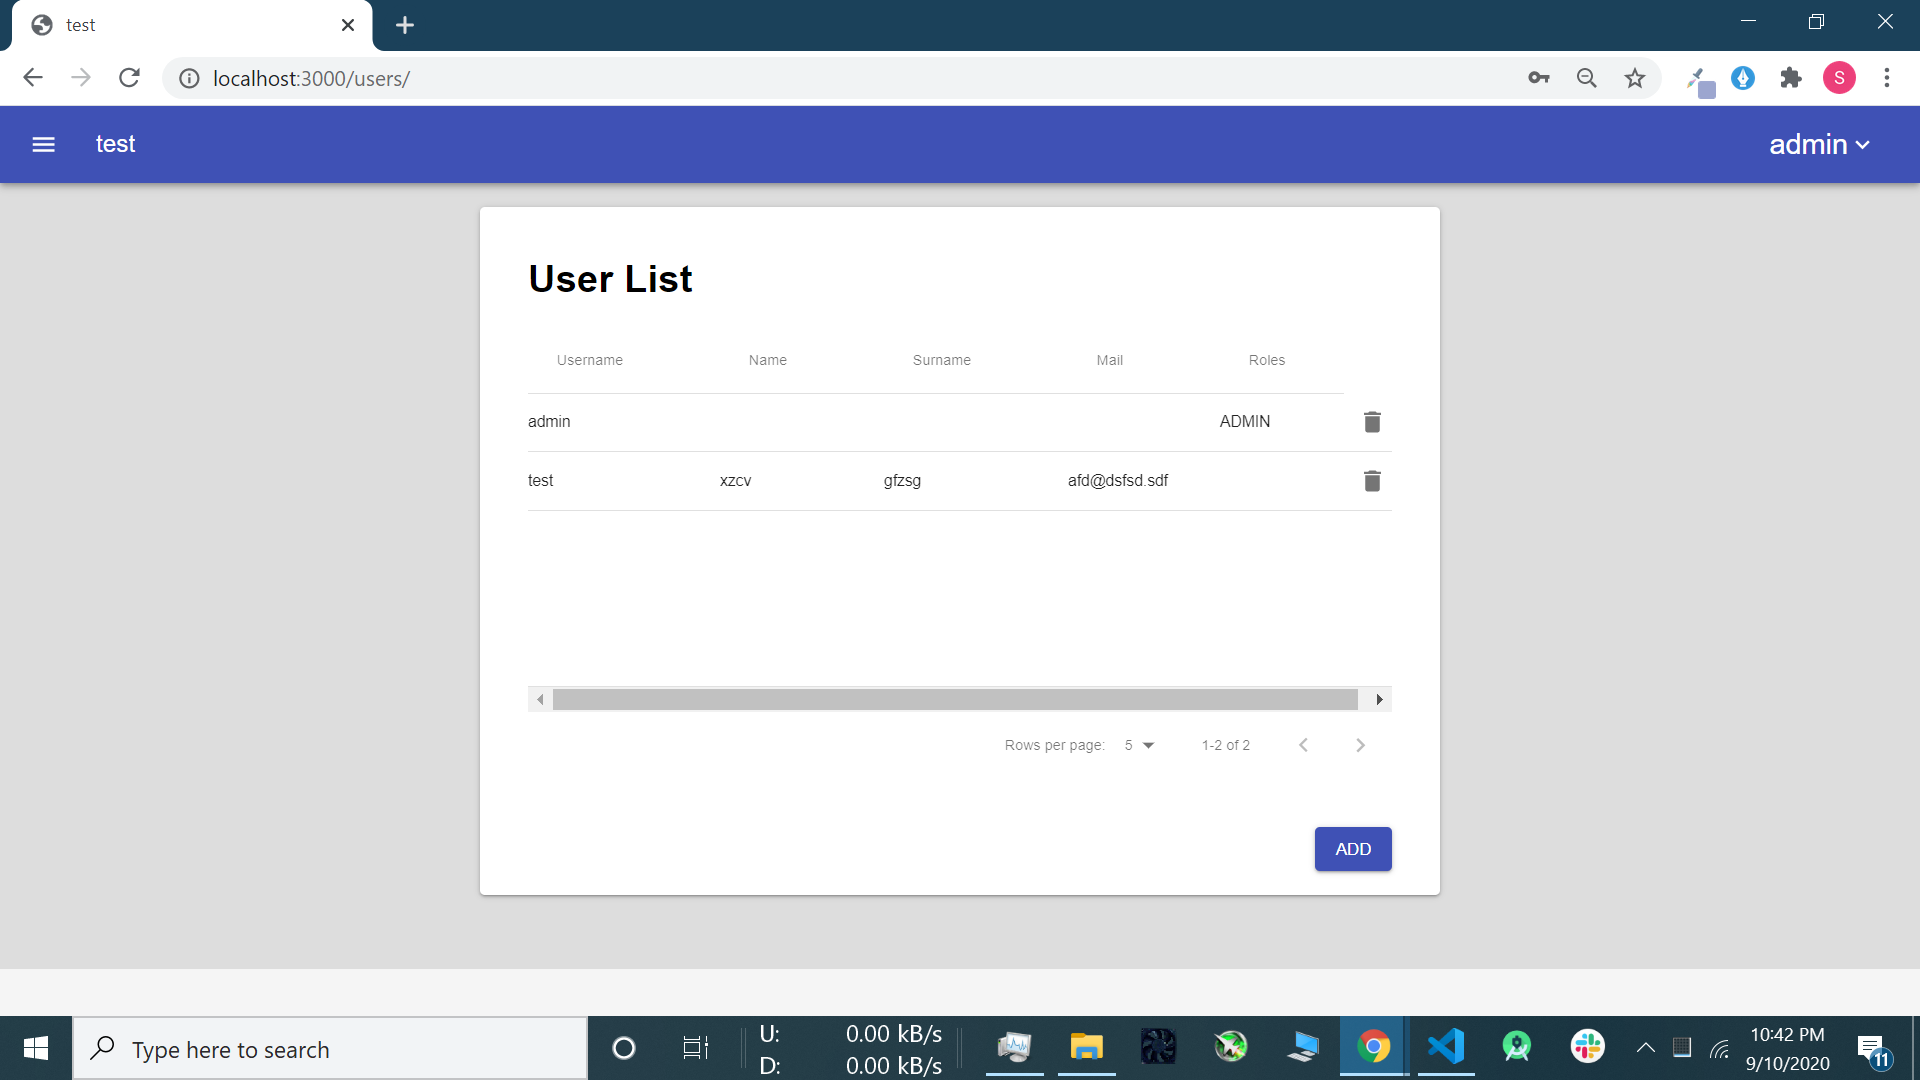 test
localhost:3000/users/
S
test
admin
User List
Username Name Surname Mail Roles
admin ADMIN
test xzcv gfzsg afd@dsfsd.sdf
Rows per page: 5 1-2 of 2
ADD
Type here to search
U: 0.00 kB/s
D: 0.00 kB/s
10:42 PM
9/10/2020
11